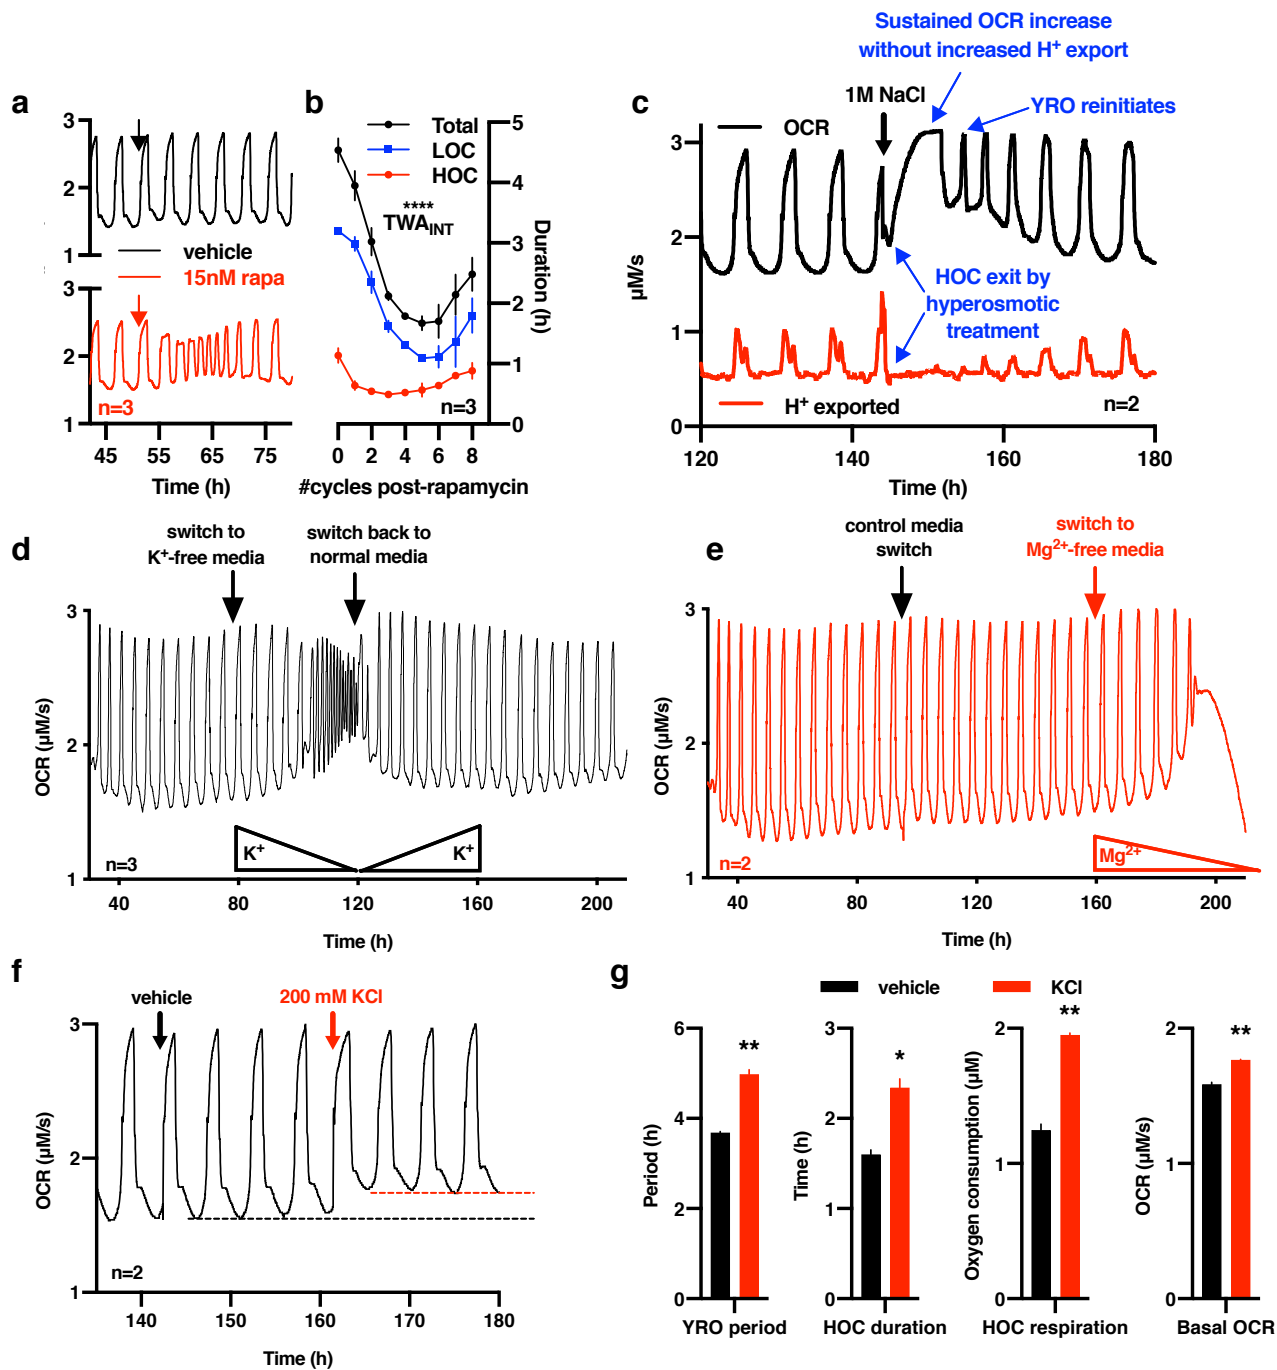 a
3
2
1
vehicle
15nM rapa
3
2
1
n=3
45
55
65
75
Time (h)
b
Total
LOC
HOC
****
TWAINT
n=3
5
4
3
2
1
0
Duration (h)
0
2
4
6
8
#cycles post-rapamycin
c
Sustained OCR increase
without increased H+ export
1M NaCl
YRO reinitiates
OCR
HOC exit by
hyperosmotic
treatment
H+ exported
n=2
µM/s
3
2
1
0
120
140
160
180
Time (h)
d
switch to
K+-free media
switch back to
normal media
OCR (µM/s)
3
2
1
K+
K+
n=3
40
80
120
160
200
Time (h)
e
control media
switch
switch to
Mg2+-free media
OCR (µM/s)
3
2
1
Mg2+
n=2
40
80
120
160
200
Time (h)
f
vehicle
200 mM KCl
OCR (µM/s)
3
2
1
n=2
140
150
160
170
180
Time (h)
g
vehicle
KCl
Period (h)
6
4
2
0
**
YRO period
Time (h)
3
2
1
0
*
HOC duration
Oxygen consumption (µM)
2
1
0
**
HOC respiration
OCR (µM/s)
2
1
0
**
Basal OCR